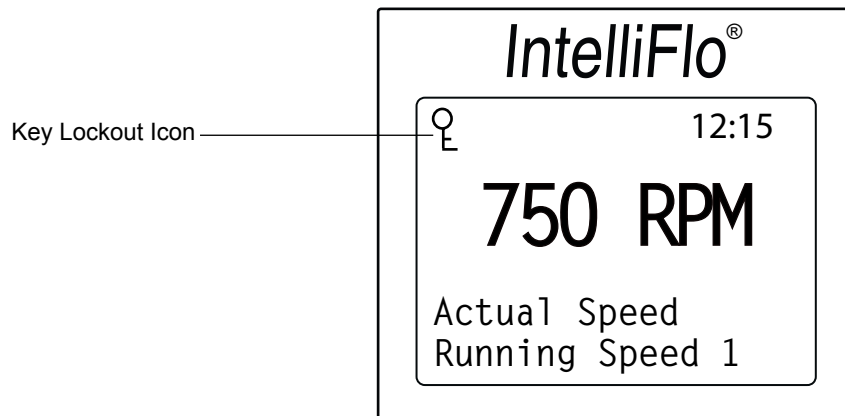 IntelliFlo®
Key Lockout Icon
12:15
750 RPM
Actual Speed
Running Speed 1